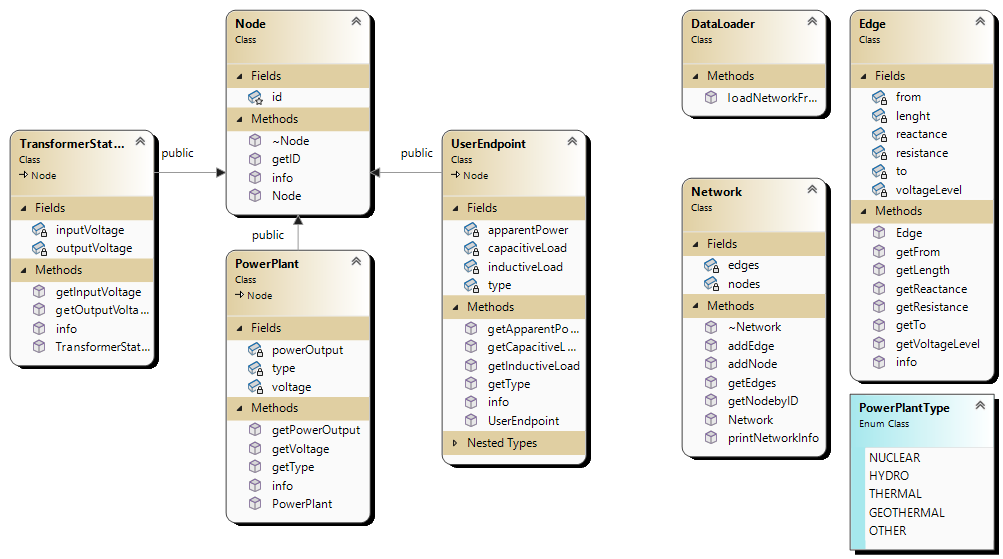 Node
Class
Fields
id
Methods
~Node
getID
info
Node
TransformerStat...
Class
Node
Fields
inputVoltage
outputVoltage
Methods
getInputVoltage
getOutputVolta...
info
TransformerStat...
public
public
public
PowerPlant
Class
Node
Fields
powerOutput
type
voltage
Methods
getPowerOutput
getVoltage
getType
info
PowerPlant
UserEndpoint
Class
Node
Fields
apparentPower
capacitiveLoad
inductiveLoad
type
Methods
getApparentPo...
getCapacitiveL...
getInductiveLoad
getType
info
UserEndpoint
Nested Types
DataLoader
Class
Methods
loadNetworkFr...
Network
Class
Fields
edges
nodes
Methods
~Network
addEdge
addNode
getEdges
getNodebyID
Network
printNetworkInfo
Edge
Class
Fields
from
lenght
reactance
resistance
to
voltageLevel
Methods
Edge
getFrom
getLength
getReactance
getResistance
getTo
getVoltageLevel
info
PowerPlantType
Enum Class
NUCLEAR
HYDRO
THERMAL
GEOTHERMAL
OTHER